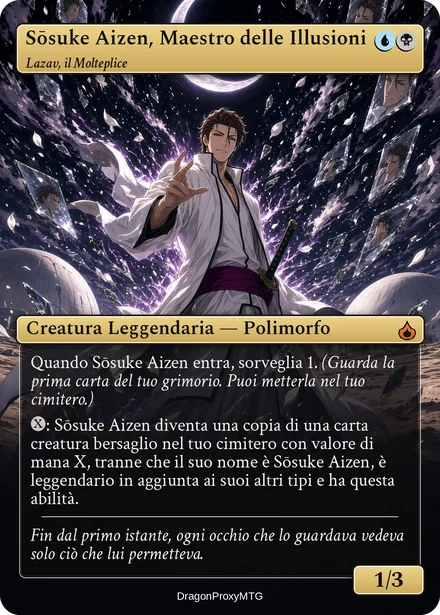 Sōsuke Aizen, Maestro delle Illusioni
Lazav, il Molteplice
Creatura Leggendaria — Polimorfo
Quando Sōsuke Aizen entra, sorveglia 1. (Guarda la
prima carta del tuo grimorio. Puoi metterla nel tuo
cimitero.)
X: Sōsuke Aizen diventa una copia di una carta
creatura bersaglio nel tuo cimitero con valore di
mana X, tranne che il suo nome è Sōsuke Aizen, è
leggendario in aggiunta ai suoi altri tipi e ha questa
abilità.
Fin dal primo istante, ogni occhio che lo guardava vedeva
solo ciò che lui permetteva.
1/3
DragonProxyMTG